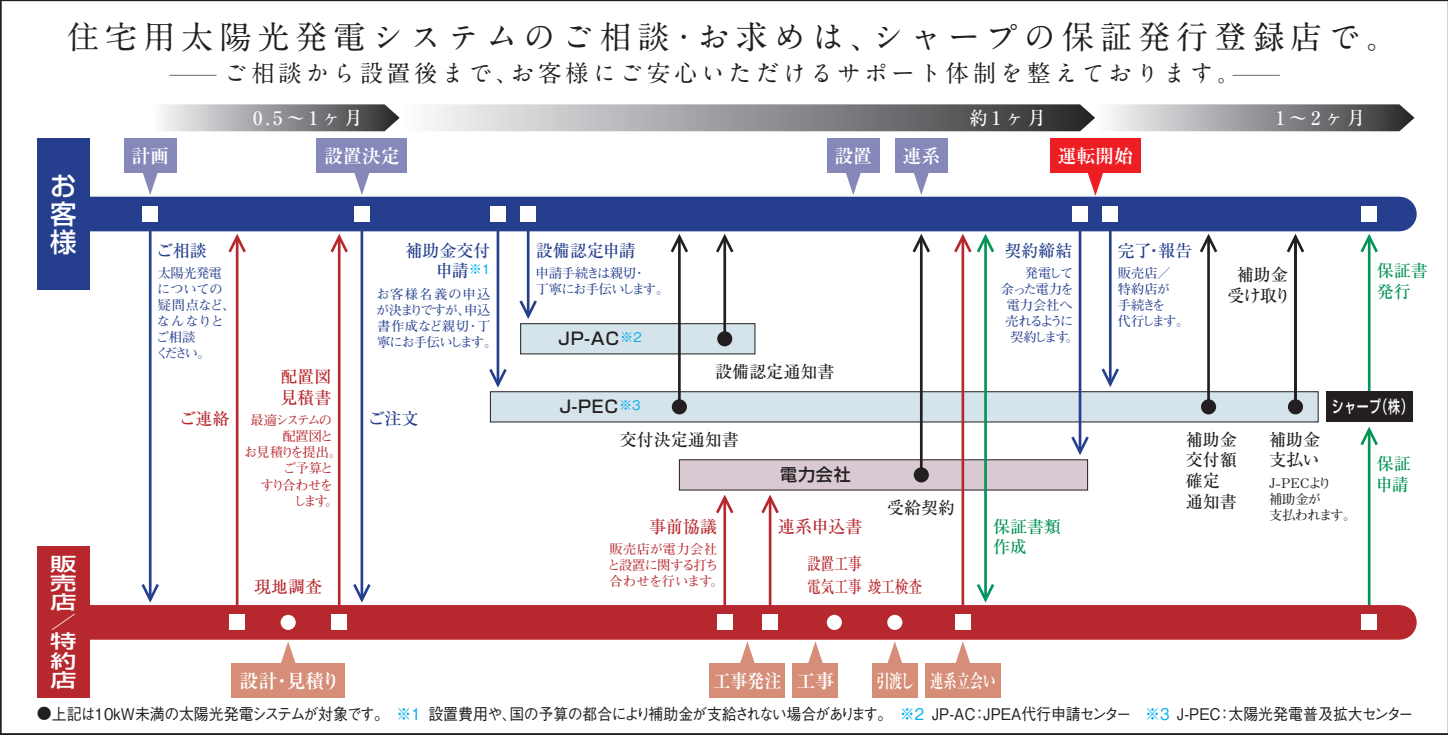 住宅用太陽光発電システムのご相談・お求めは、シャープの保証発行登録店で。
ご相談から設置後まで、お客様にご安心いただけるサポート体制を整えております。
0.5〜1ヶ月
約1ヶ月
1〜2ヶ月
計画
設置決定
設置
連系
運転開始
お客様
ご相談
太陽光発電
についての
疑問点など、
なんなりと
ご相談
ください。
ご連絡
配置図
見積書
最適システムの
配置図と
お見積りを提出。
ご予算と
すり合わせを
します。
ご注文
補助金交付
申請※1
お客様名義の申込
が決まりですが、申込
書作成など親切・丁
寧にお手伝いします。
設備認定申請
申請手続きは親切・
丁寧にお手伝いします。
JP-AC※2
設備認定通知書
J-PEC※3
交付決定通知書
電力会社
受給契約
契約締結
発電して
余った電力を
電力会社へ
売れるように
契約します。
完了・報告
販売店／
特約店が
手続きを
代行します。
補助金
受け取り
保証書
発行
シャープ(株)
補助金
交付額
確定
通知書
補助金
支払い
J-PECより
補助金が
支払われます。
保証
申請
事前協議
販売店が電力会社
と設置に関する打ち
合わせを行います。
連系申込書
設置工事
電気工事
竣工検査
保証書類
作成
現地調査
販売店／特約店
設計・見積り
工事発注
工事
引渡し
連系立会い
●上記は10kW未満の太陽光発電システムが対象です。 ※1 設置費用や、国の予算の都合により補助金が支給されない場合があります。 ※2 JP-AC：JPEA代行申請センター ※3 J-PEC：太陽光発電普及拡大センター